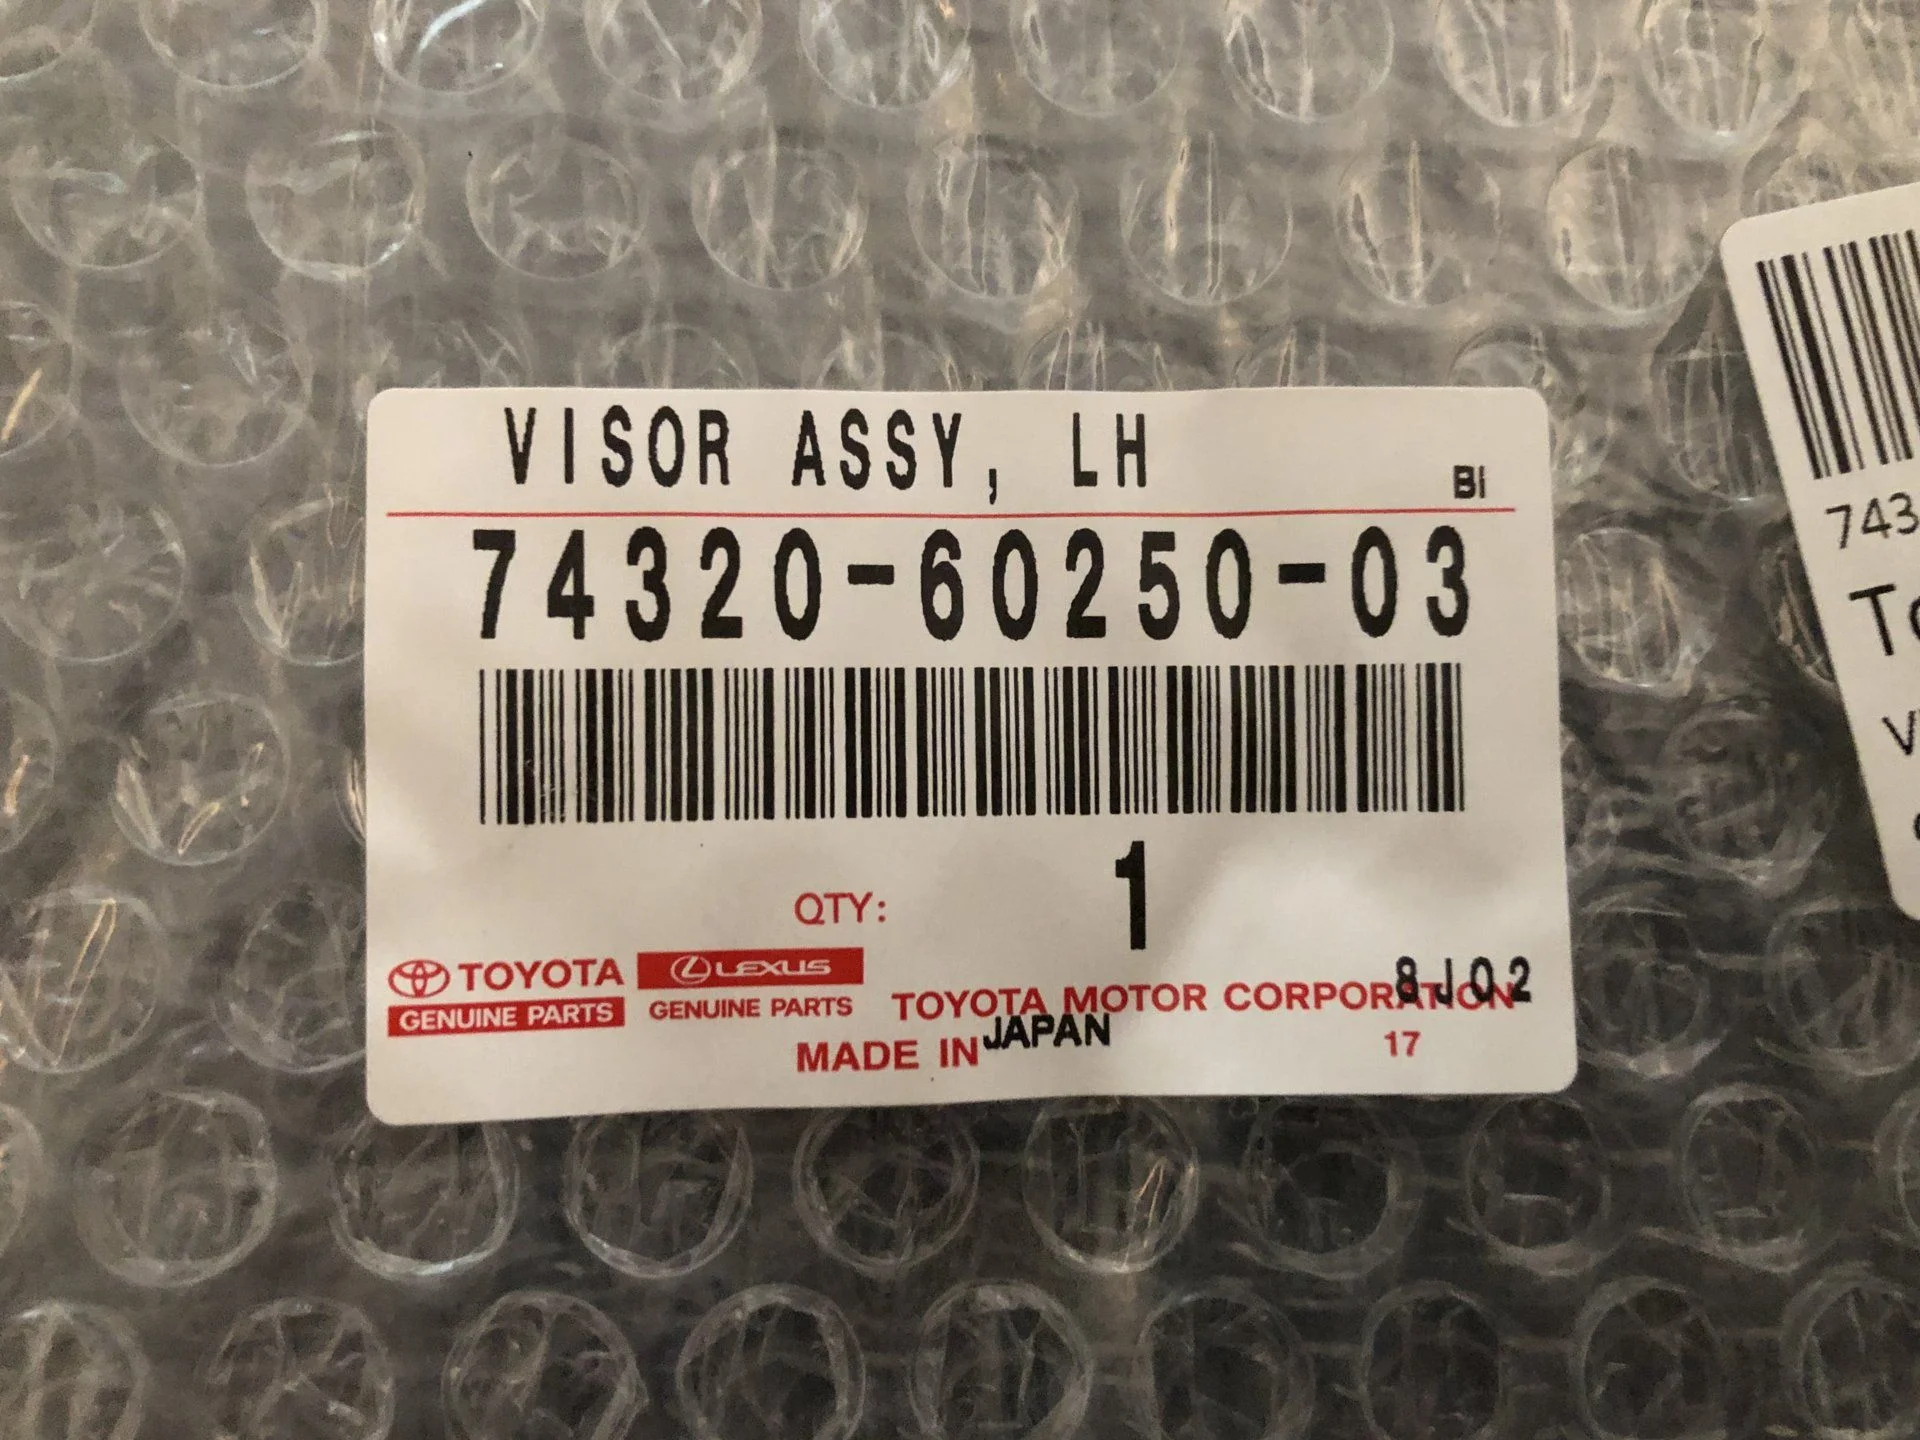 VISOR ASSY, LH
BI
74320-60250-03
QTY: 1
TOYOTA
GENUINE PARTS
LEXUS
GENUINE PARTS
TOYOTA MOTOR CORPORATION
8J02
MADE IN JAPAN
17
743
To
V